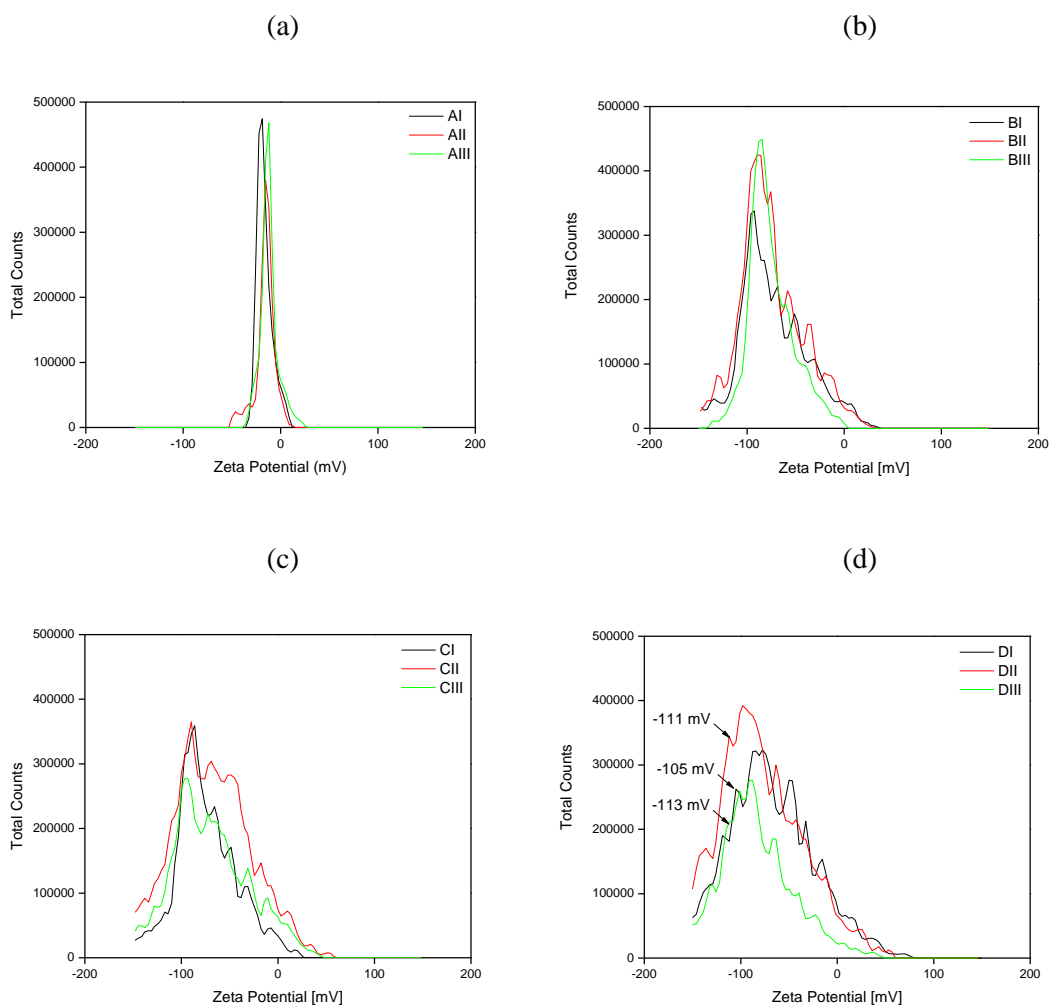 (a)
500000
400000
300000
200000
100000
0
-200
-100
0
100
200
Total Counts
Zeta Potential (mV)
AI
AII
AIII
(b)
500000
400000
300000
200000
100000
0
-200
-100
0
100
200
Total Counts
Zeta Potential [mV]
BI
BII
BIII
(c)
500000
400000
300000
200000
100000
0
-200
-100
0
100
200
Total Counts
Zeta Potential [mV]
CI
CII
CIII
(d)
500000
400000
300000
200000
100000
0
-200
-100
0
100
200
Total Counts
Zeta Potential [mV]
DI
DII
DIII
-111 mV
-105 mV
-113 mV